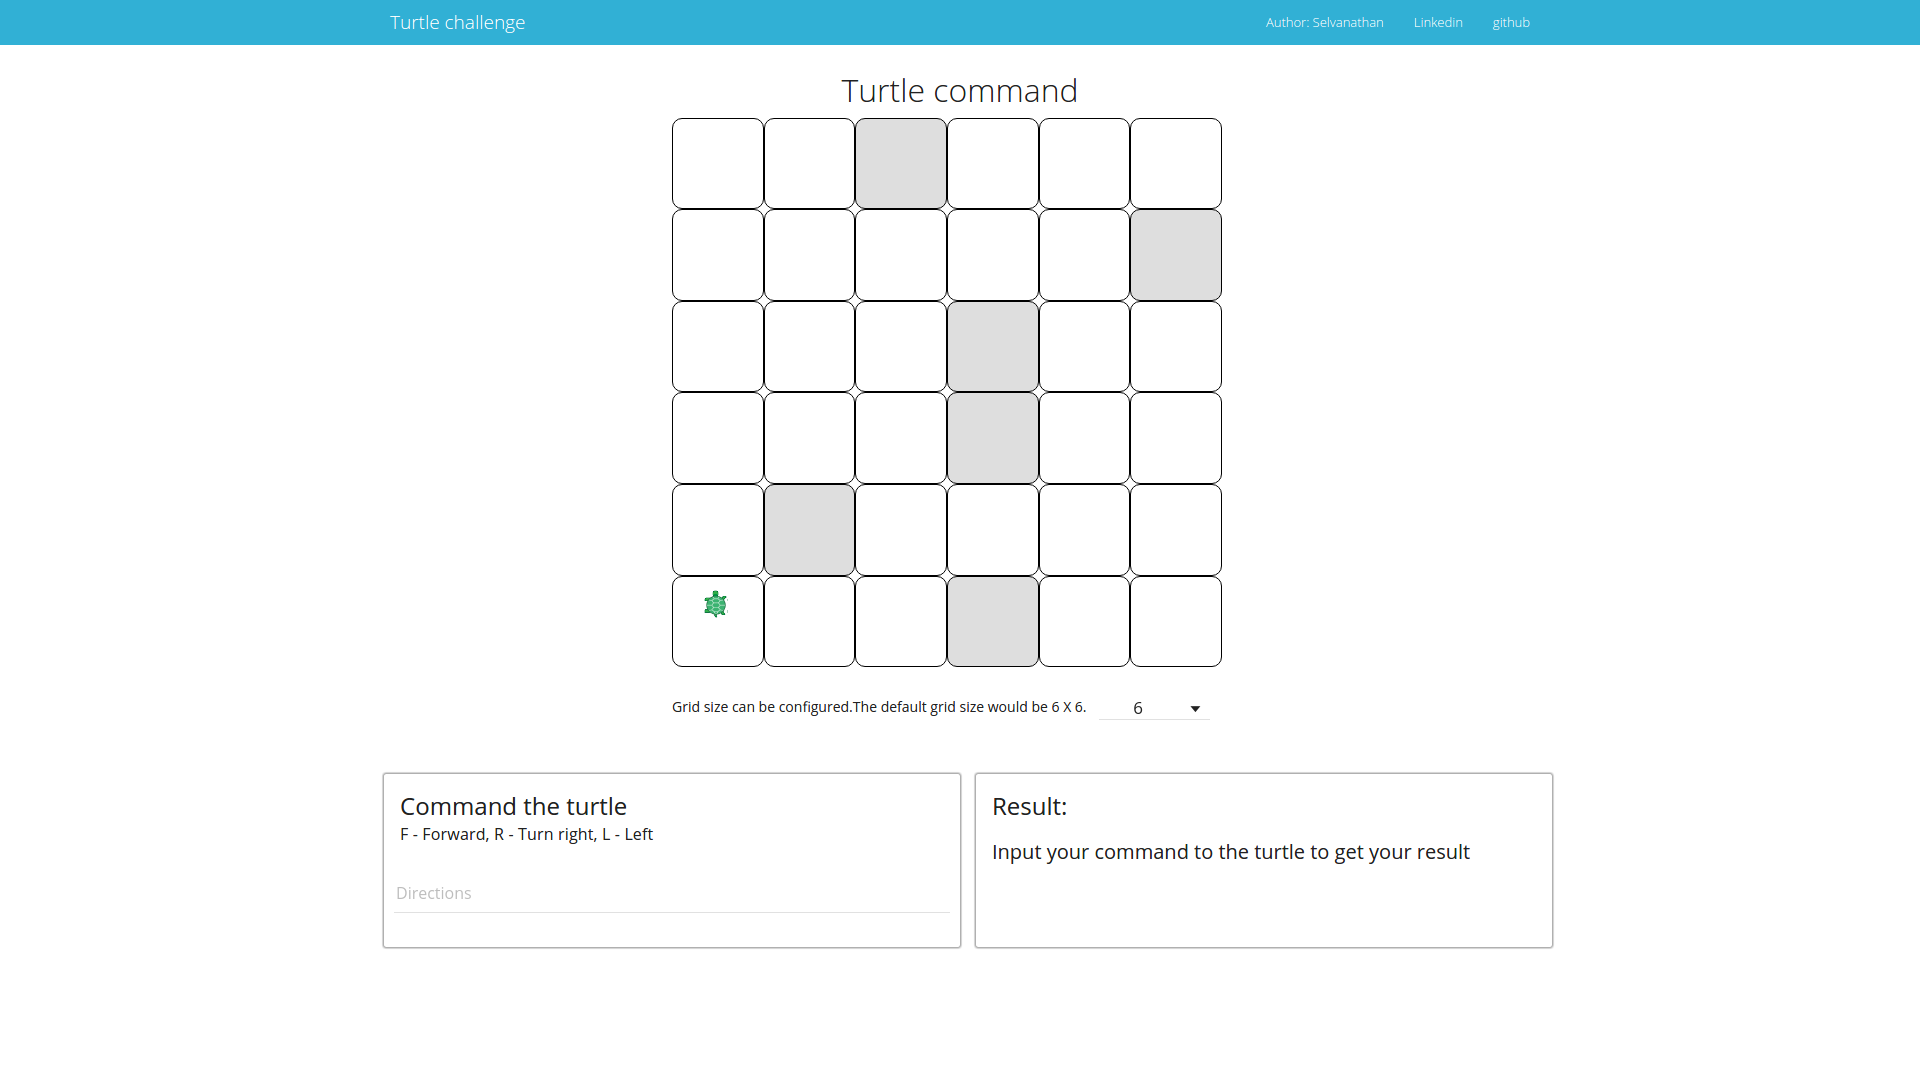 Turtle challenge
Author: Selvanathan
Linkedin
github
Turtle command
Grid size can be configured.The default grid size would be 6 X 6.
6
Command the turtle
F - Forward, R - Turn right, L - Left
Directions
Result:
Input your command to the turtle to get your result